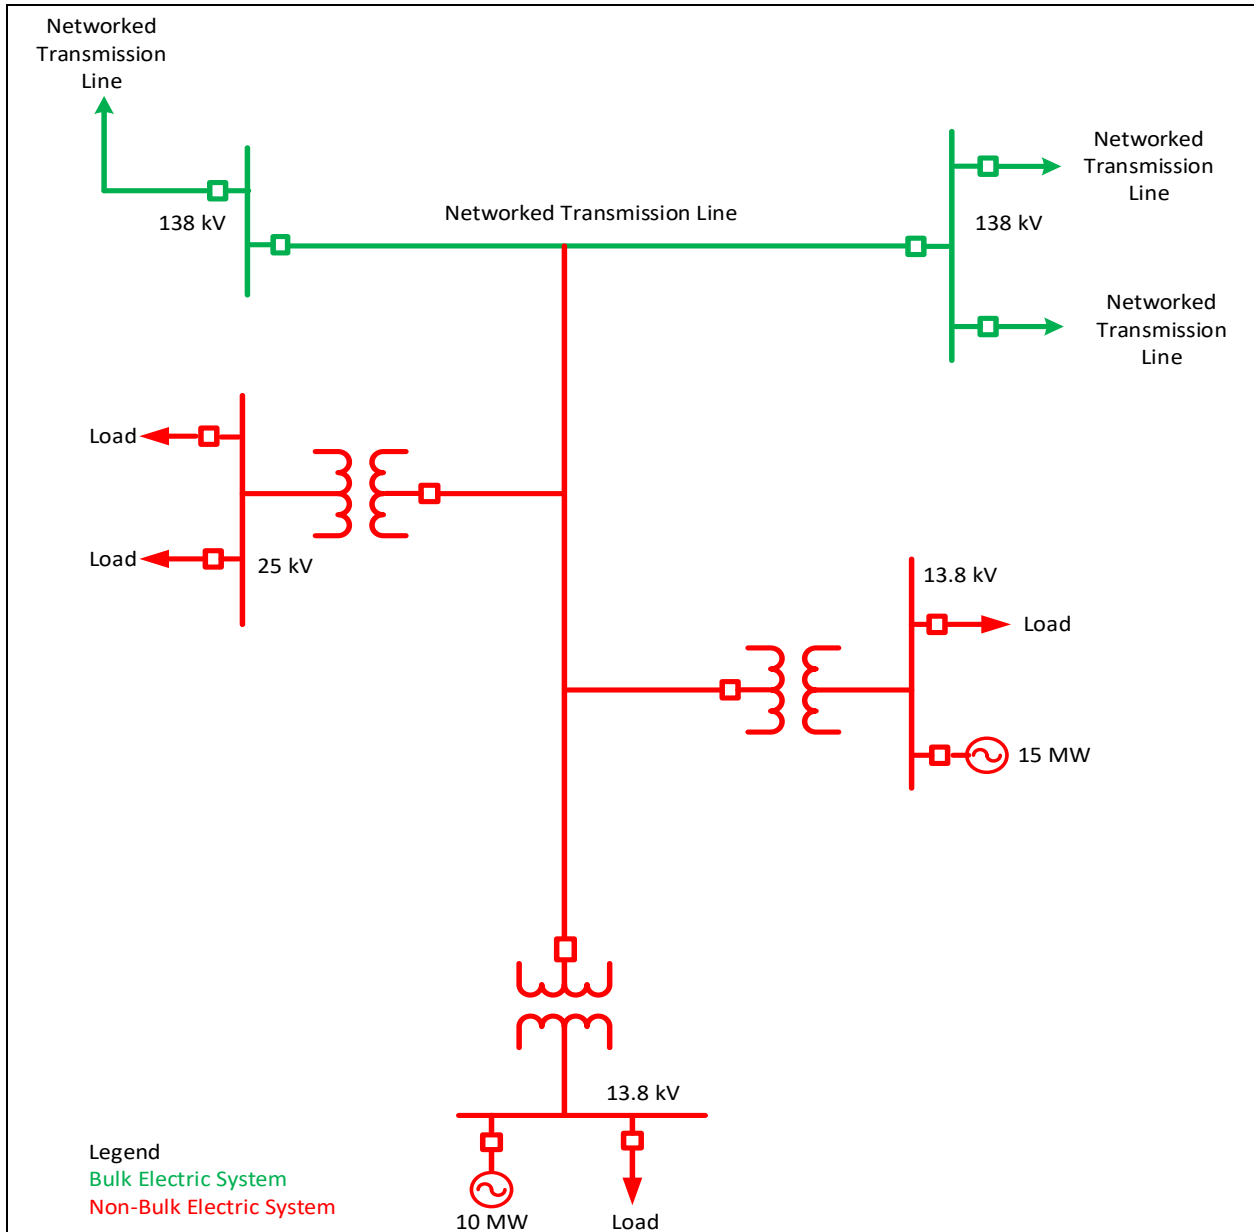 Networked
Transmission
Line
Networked
Transmission
Line
138 kV
Networked Transmission Line
138 kV
Networked
Transmission
Line
Load
Load
25 kV
13.8 kV
Load
15 MW
13.8 kV
Legend
Bulk Electric System
Non-Bulk Electric System
10 MW
Load